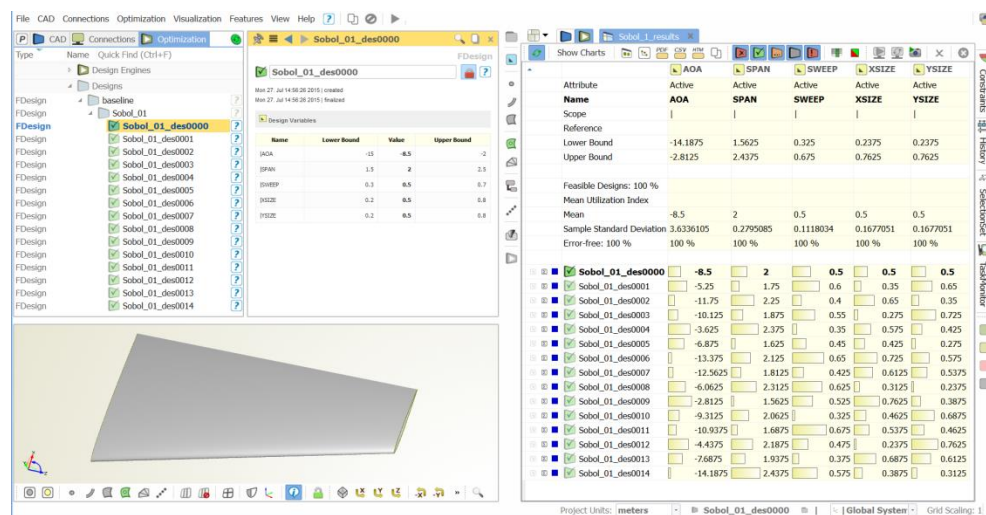 File CAD Connections Optimization Visualization Features View Help ?
P CAD Connections Optimization
Type Name Quick Find (Ctrl+F)
Design Engines
Designs
FDesign baseline ?
FDesign Sobol_01 ?
FDesign Sobol_01_des0000 ?
FDesign Sobol_01_des0001 ?
FDesign Sobol_01_des0002 ?
FDesign Sobol_01_des0003 ?
FDesign Sobol_01_des0004 ?
FDesign Sobol_01_des0005 ?
FDesign Sobol_01_des0006 ?
FDesign Sobol_01_des0007 ?
FDesign Sobol_01_des0008 ?
FDesign Sobol_01_des0009 ?
FDesign Sobol_01_des0010 ?
FDesign Sobol_01_des0011 ?
FDesign Sobol_01_des0012 ?
FDesign Sobol_01_des0013 ?
FDesign Sobol_01_des0014 ?
Sobol_01_des0000
FDesign
Sobol_01_des0000 ?
Mon 27. Jul 14:58:26 2015 | created
Mon 27. Jul 14:58:26 2015 | finalized
Design Variables
Name Lower Bound Value Upper Bound
|AOA -15 -8.5 -2
|SPAN 1.5 2 2.5
|SWEEP 0.3 0.5 0.7
|XSIZE 0.2 0.5 0.8
|YSIZE 0.2 0.5 0.8
Sobol_1_results
Show Charts PDF CSV HTM
AOA SPAN SWEEP XSIZE YSIZE
Attribute Active Active Active Active Active
Name AOA SPAN SWEEP XSIZE YSIZE
Scope | | | | |
Reference
Lower Bound -14.1875 1.5625 0.325 0.2375 0.2375
Upper Bound -2.8125 2.4375 0.675 0.7625 0.7625
Feasible Designs: 100 %
Mean Utilization Index
Mean -8.5 2 0.5 0.5 0.5
Sample Standard Deviation 3.6336105 0.2795085 0.1118034 0.1677051 0.1677051
Error-free: 100 % 100 % 100 % 100 % 100 % 100 %
Sobol_01_des0000 -8.5 2 0.5 0.5 0.5
Sobol_01_des0001 -5.25 1.75 0.6 0.35 0.65
Sobol_01_des0002 -11.75 2.25 0.4 0.65 0.35
Sobol_01_des0003 -10.125 1.875 0.55 0.275 0.725
Sobol_01_des0004 -3.625 2.375 0.35 0.575 0.425
Sobol_01_des0005 -6.875 1.625 0.45 0.425 0.275
Sobol_01_des0006 -13.375 2.125 0.65 0.725 0.575
Sobol_01_des0007 -12.5625 1.8125 0.425 0.6125 0.5375
Sobol_01_des0008 -6.0625 2.3125 0.625 0.3125 0.2375
Sobol_01_des0009 -2.8125 1.5625 0.525 0.7625 0.3875
Sobol_01_des0010 -9.3125 2.0625 0.325 0.4625 0.6875
Sobol_01_des0011 -10.9375 1.6875 0.675 0.5375 0.4625
Sobol_01_des0012 -4.4375 2.1875 0.475 0.2375 0.7625
Sobol_01_des0013 -7.6875 1.9375 0.375 0.6875 0.6125
Sobol_01_des0014 -14.1875 2.4375 0.575 0.3875 0.3125
Constraints
History
SelectionSet
TaskMonitor
Project Units: meters Sobol_01_des0000 | |Global System Grid Scaling: 1